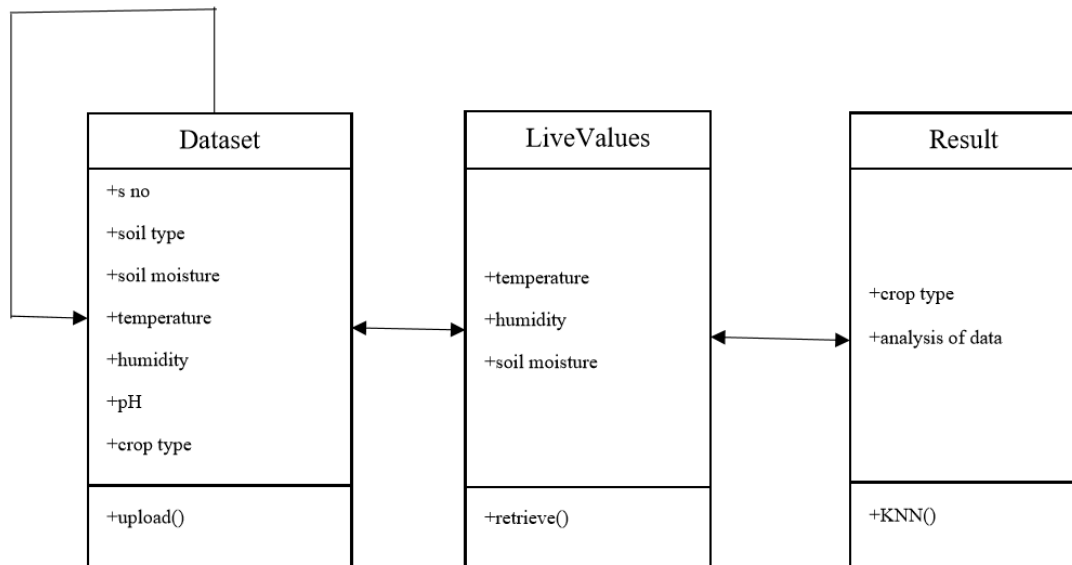 Dataset
+s no
+soil type
+soil moisture
+temperature
+humidity
+pH
+crop type
+upload()
LiveValues
+temperature
+humidity
+soil moisture
+retrieve()
Result
+crop type
+analysis of data
+KNN()